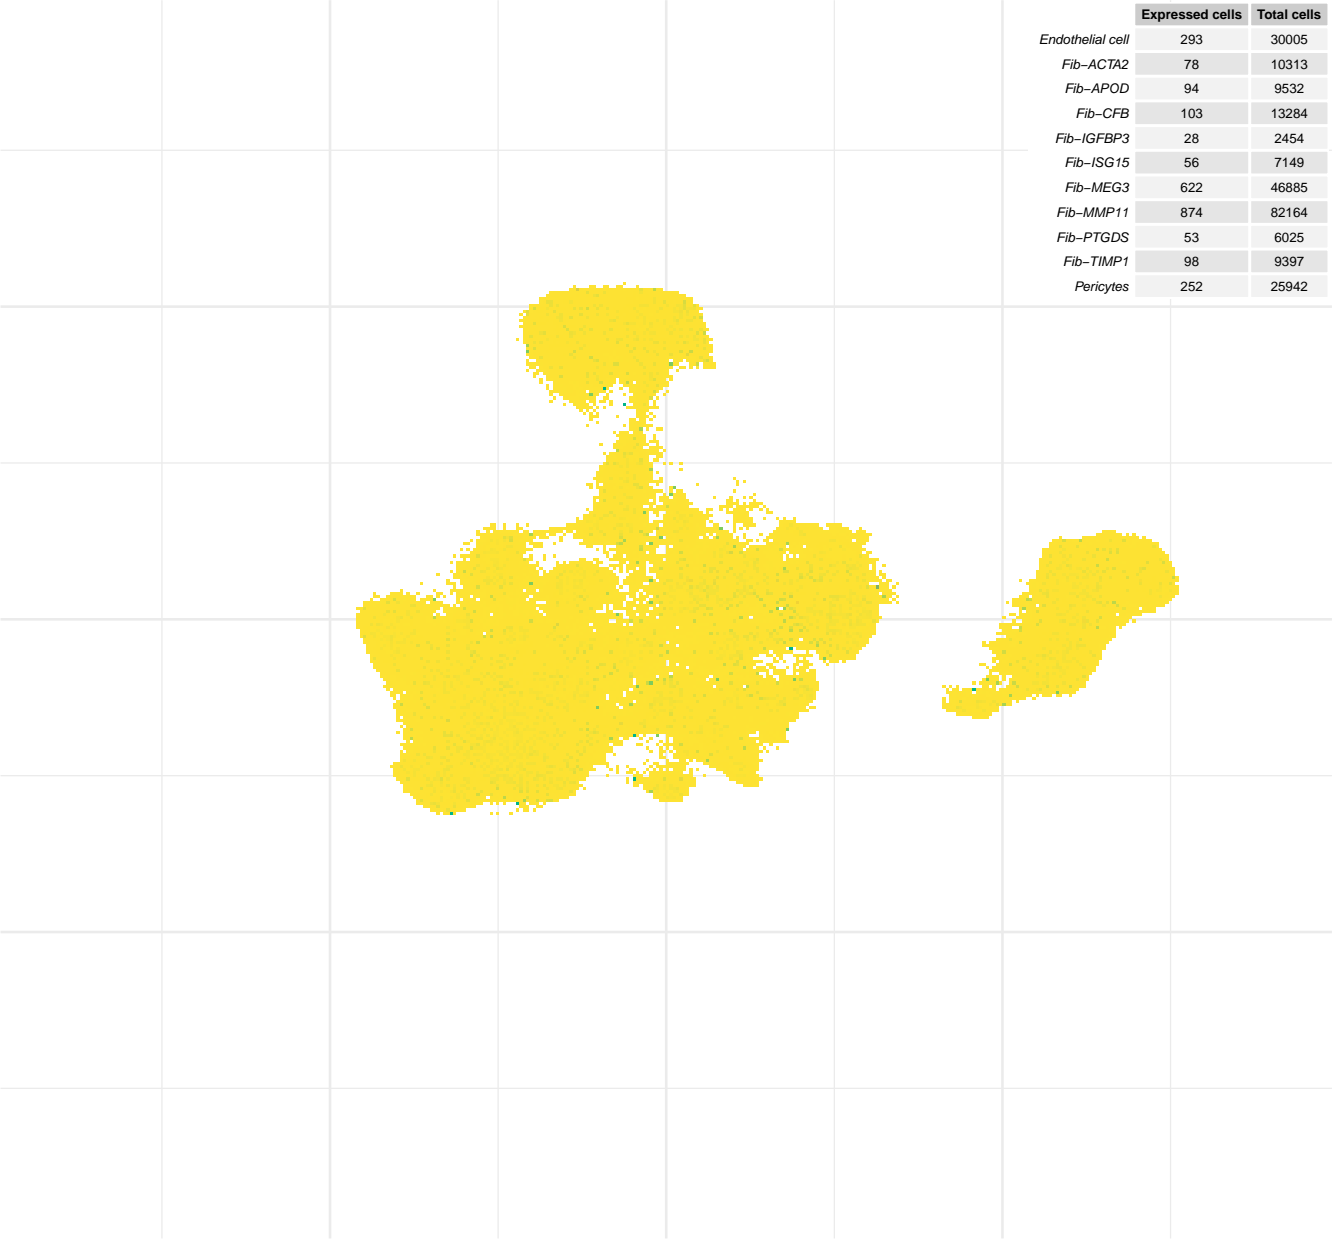 Expressed cells Total cells
Endothelial cell 293 30005
Fib−ACTA2 78 10313
Fib−APOD 94 9532
Fib−CFB 103 13284
Fib−IGFBP3 28 2454
Fib−ISG15 56 7149
Fib−MEG3 622 46885
Fib−MMP11 874 82164
Fib−PTGDS 53 6025
Fib−TIMP1 98 9397
Pericytes 252 25942